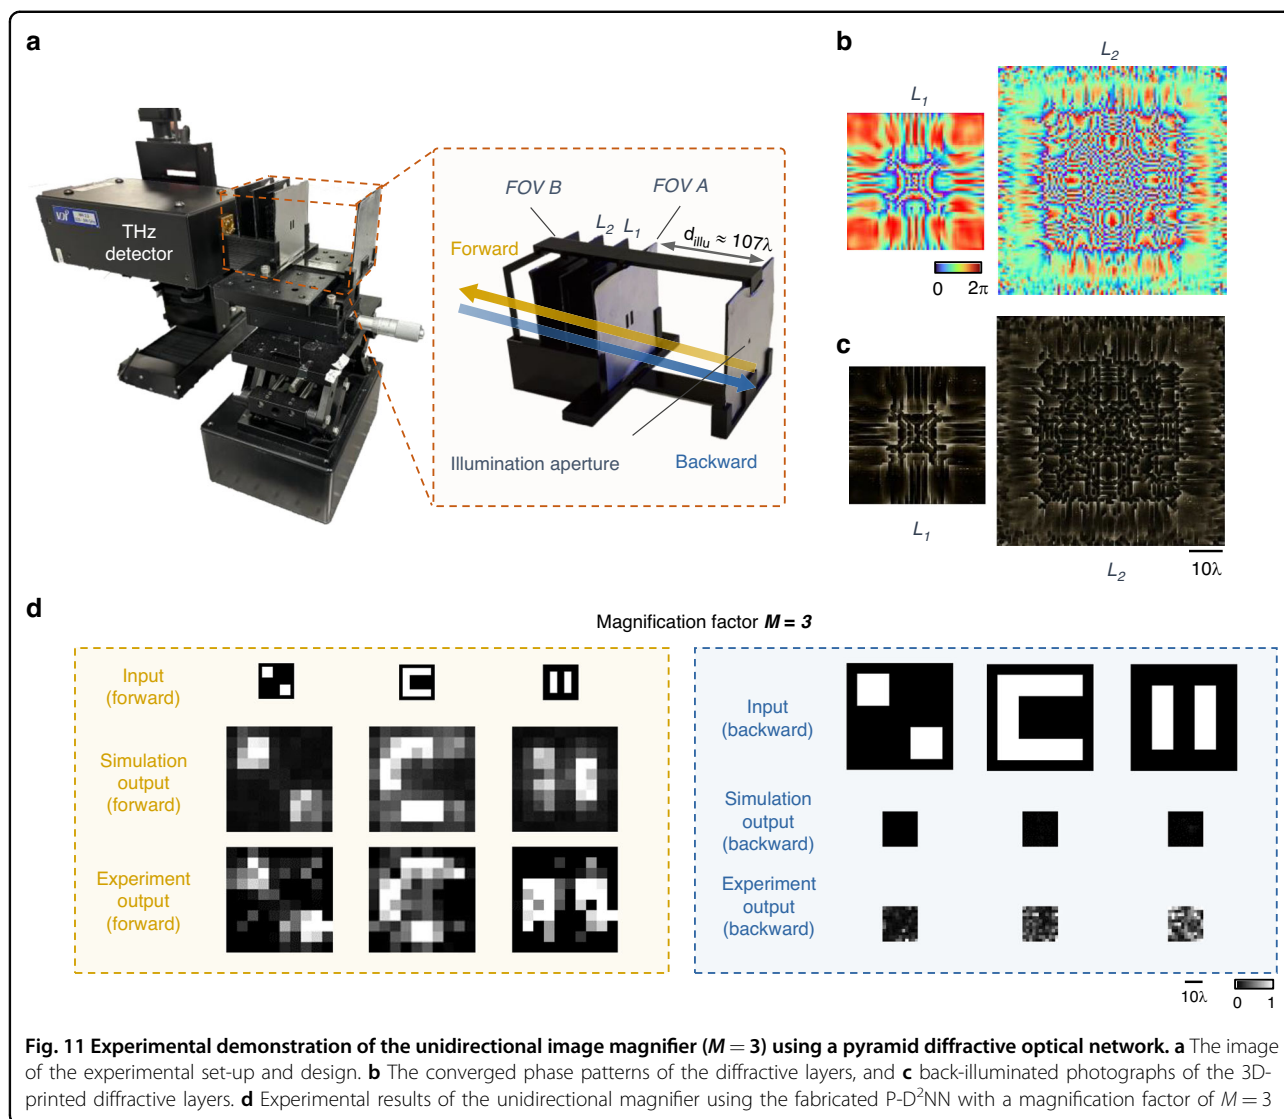 a
THz
detector
FOV B
FOV A
L2 L1
dillu ≈ 107λ
Forward
Illumination aperture
Backward
b
L1
L2
0 2π
c
L1
L2
10λ
d
Magnification factor M = 3
Input
(forward)
Simulation
output
(forward)
Experiment
output
(forward)
Input
(backward)
Simulation
output
(backward)
Experiment
output
(backward)
10λ
0 1
Fig. 11 Experimental demonstration of the unidirectional image magnifier (M = 3) using a pyramid diffractive optical network. a The image
of the experimental set-up and design. b The converged phase patterns of the diffractive layers, and c back-illuminated photographs of the 3D-
printed diffractive layers. d Experimental results of the unidirectional magnifier using the fabricated P-D²NN with a magnification factor of M = 3